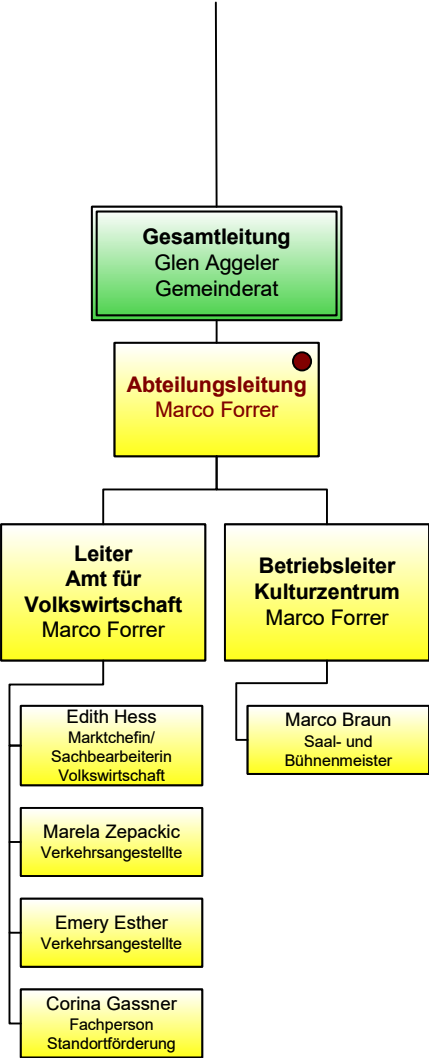 Gesamtleitung
Glen Aggeler
Gemeinderat
Abteilungsleitung
Marco Forrer
Leiter
Amt für
Volkswirtschaft
Marco Forrer
Betriebsleiter
Kulturzentrum
Marco Forrer
Edith Hess
Marktchefin/
Sachbearbeiterin
Volkswirtschaft
Marela Zepackic
Verkehrsangestellte
Emery Esther
Verkehrsangestellte
Corina Gassner
Fachperson
Standortförderung
Marco Braun
Saal- und
Bühnenmeister